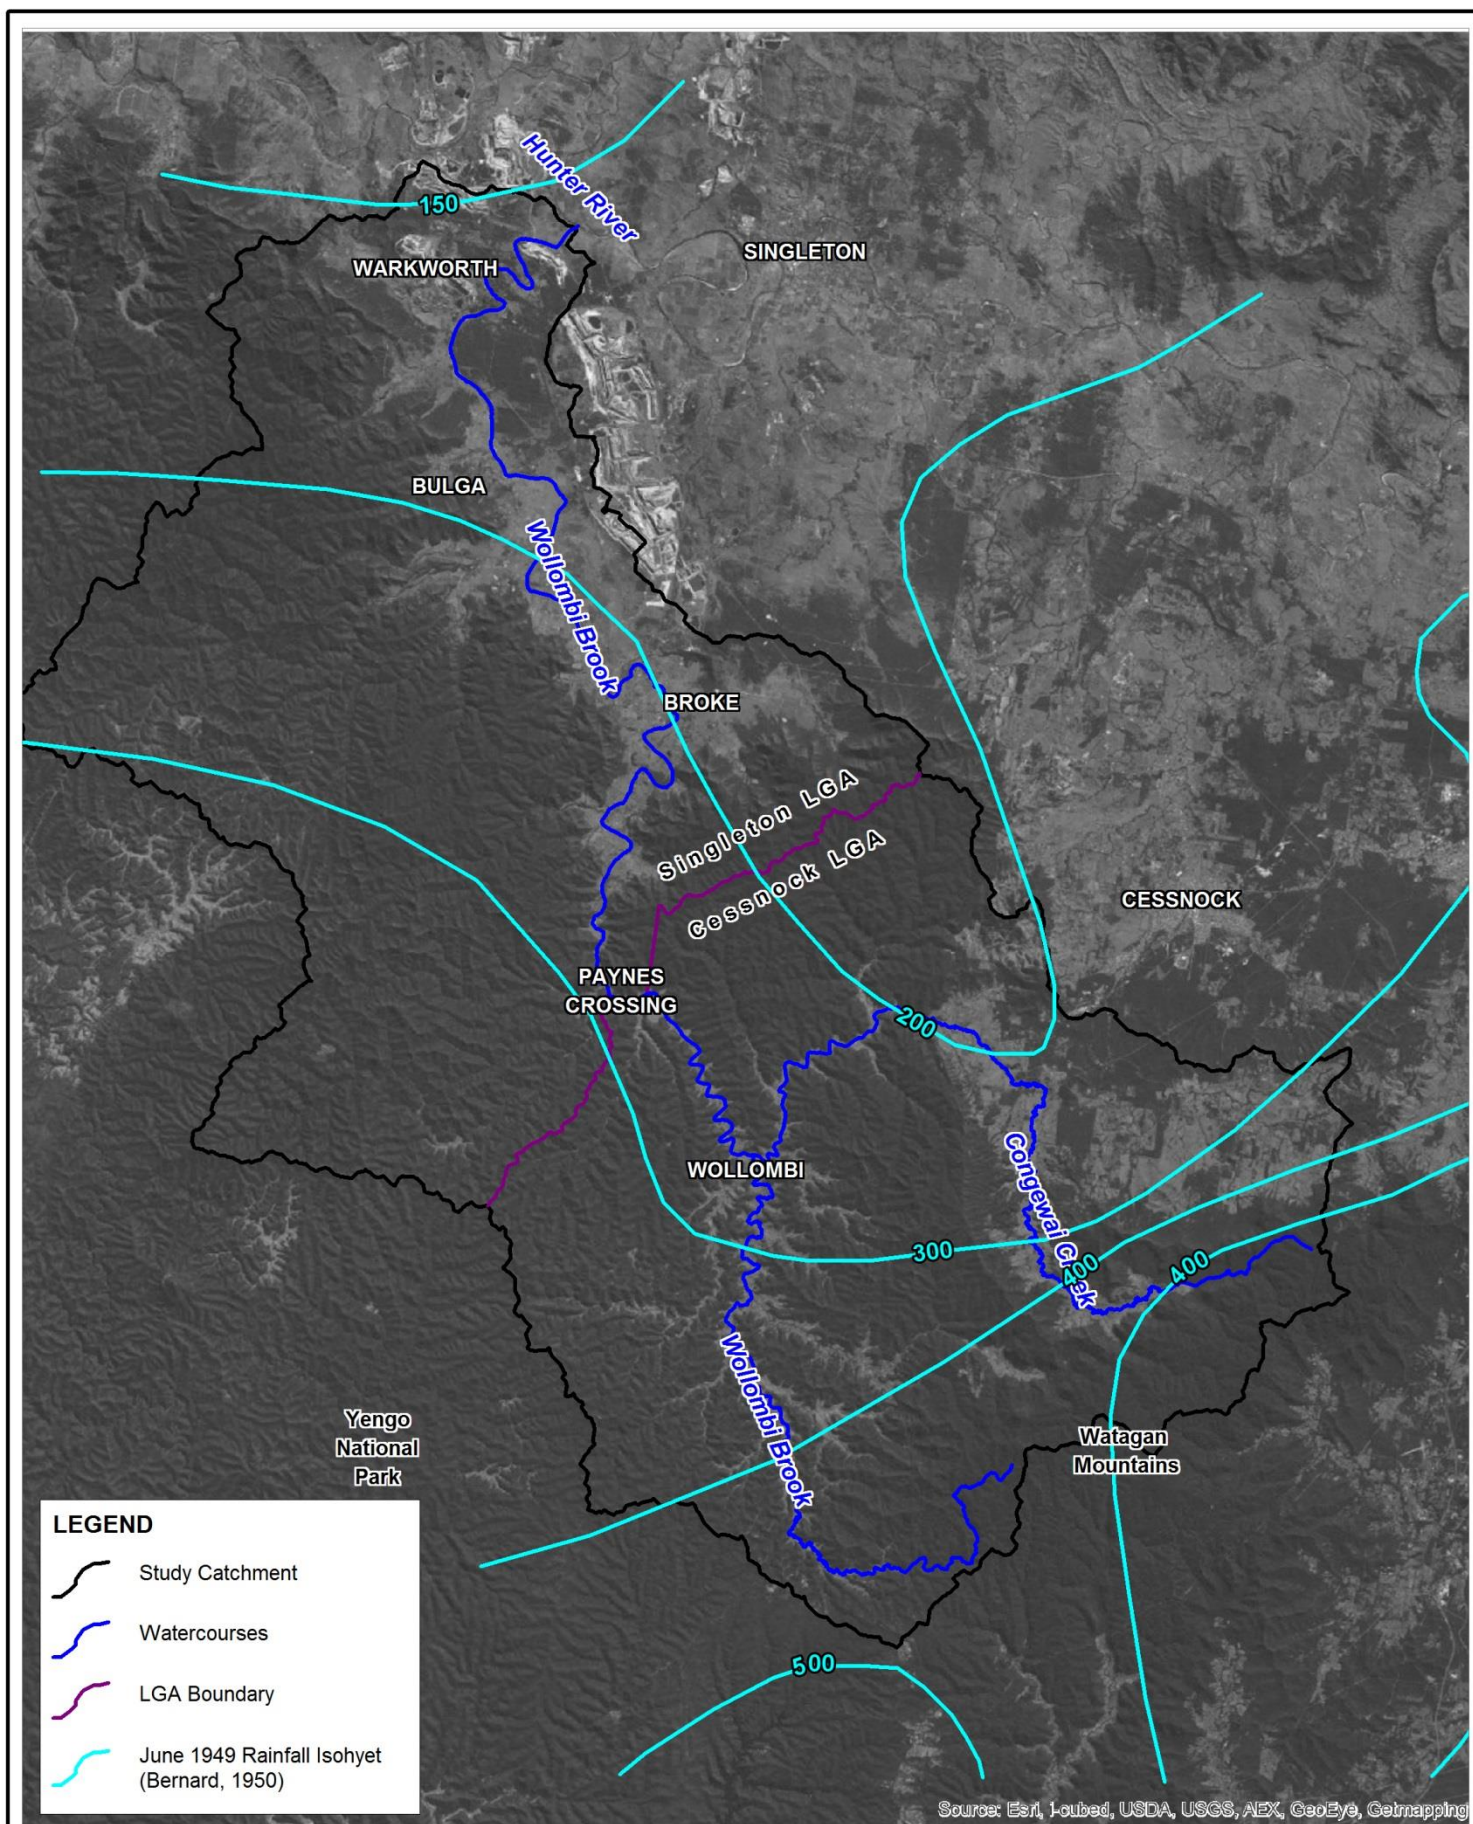 Hunter River
150
SINGLETON
WARKWORTH
BULGA
Wollombi Brook
BROKE
Singleton LGA
Cessnock LGA
CESSNOCK
PAYNES
CROSSING
200
WOLLOMBI
Congewai Creek
300
400
400
Wollombi Brook
Yengo
National
Park
Watagan
Mountains
500
LEGEND
Study Catchment
Watercourses
LGA Boundary
June 1949 Rainfall Isohyet
(Bernard, 1950)
Source: Esri, i-cubed, USDA, USGS, AEX, GeoEye, Getmapping